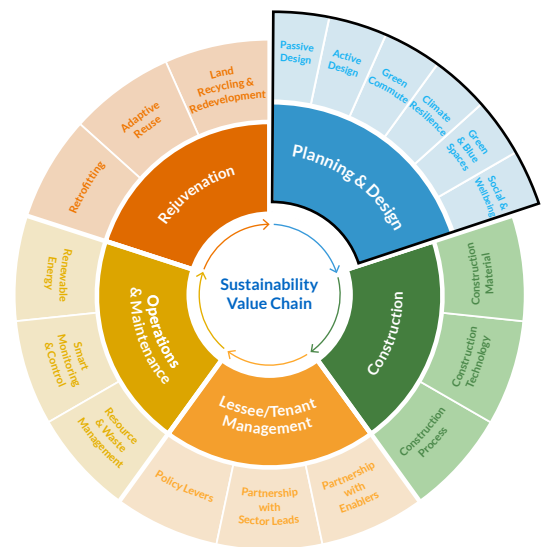 Passive
Design
Active
Design
Green
Commute
Climate
Resilience
Green
& Blue
Spaces
Social &
Wellbeing
Planning & Design
Construction
Material
Construction
Technology
Construction
Process
Construction
Partnership
with
Enablers
Partnership
with
Sector Leads
Policy Levers
Lessee/Tenant
Management
Resource
& Waste
Management
Smart
Monitoring
& Control
Renewable
Energy
Operations
& Maintenance
Retrofitting
Adaptive
Reuse
Land
Recycling &
Redevelopment
Rejuvenation
Sustainability
Value Chain